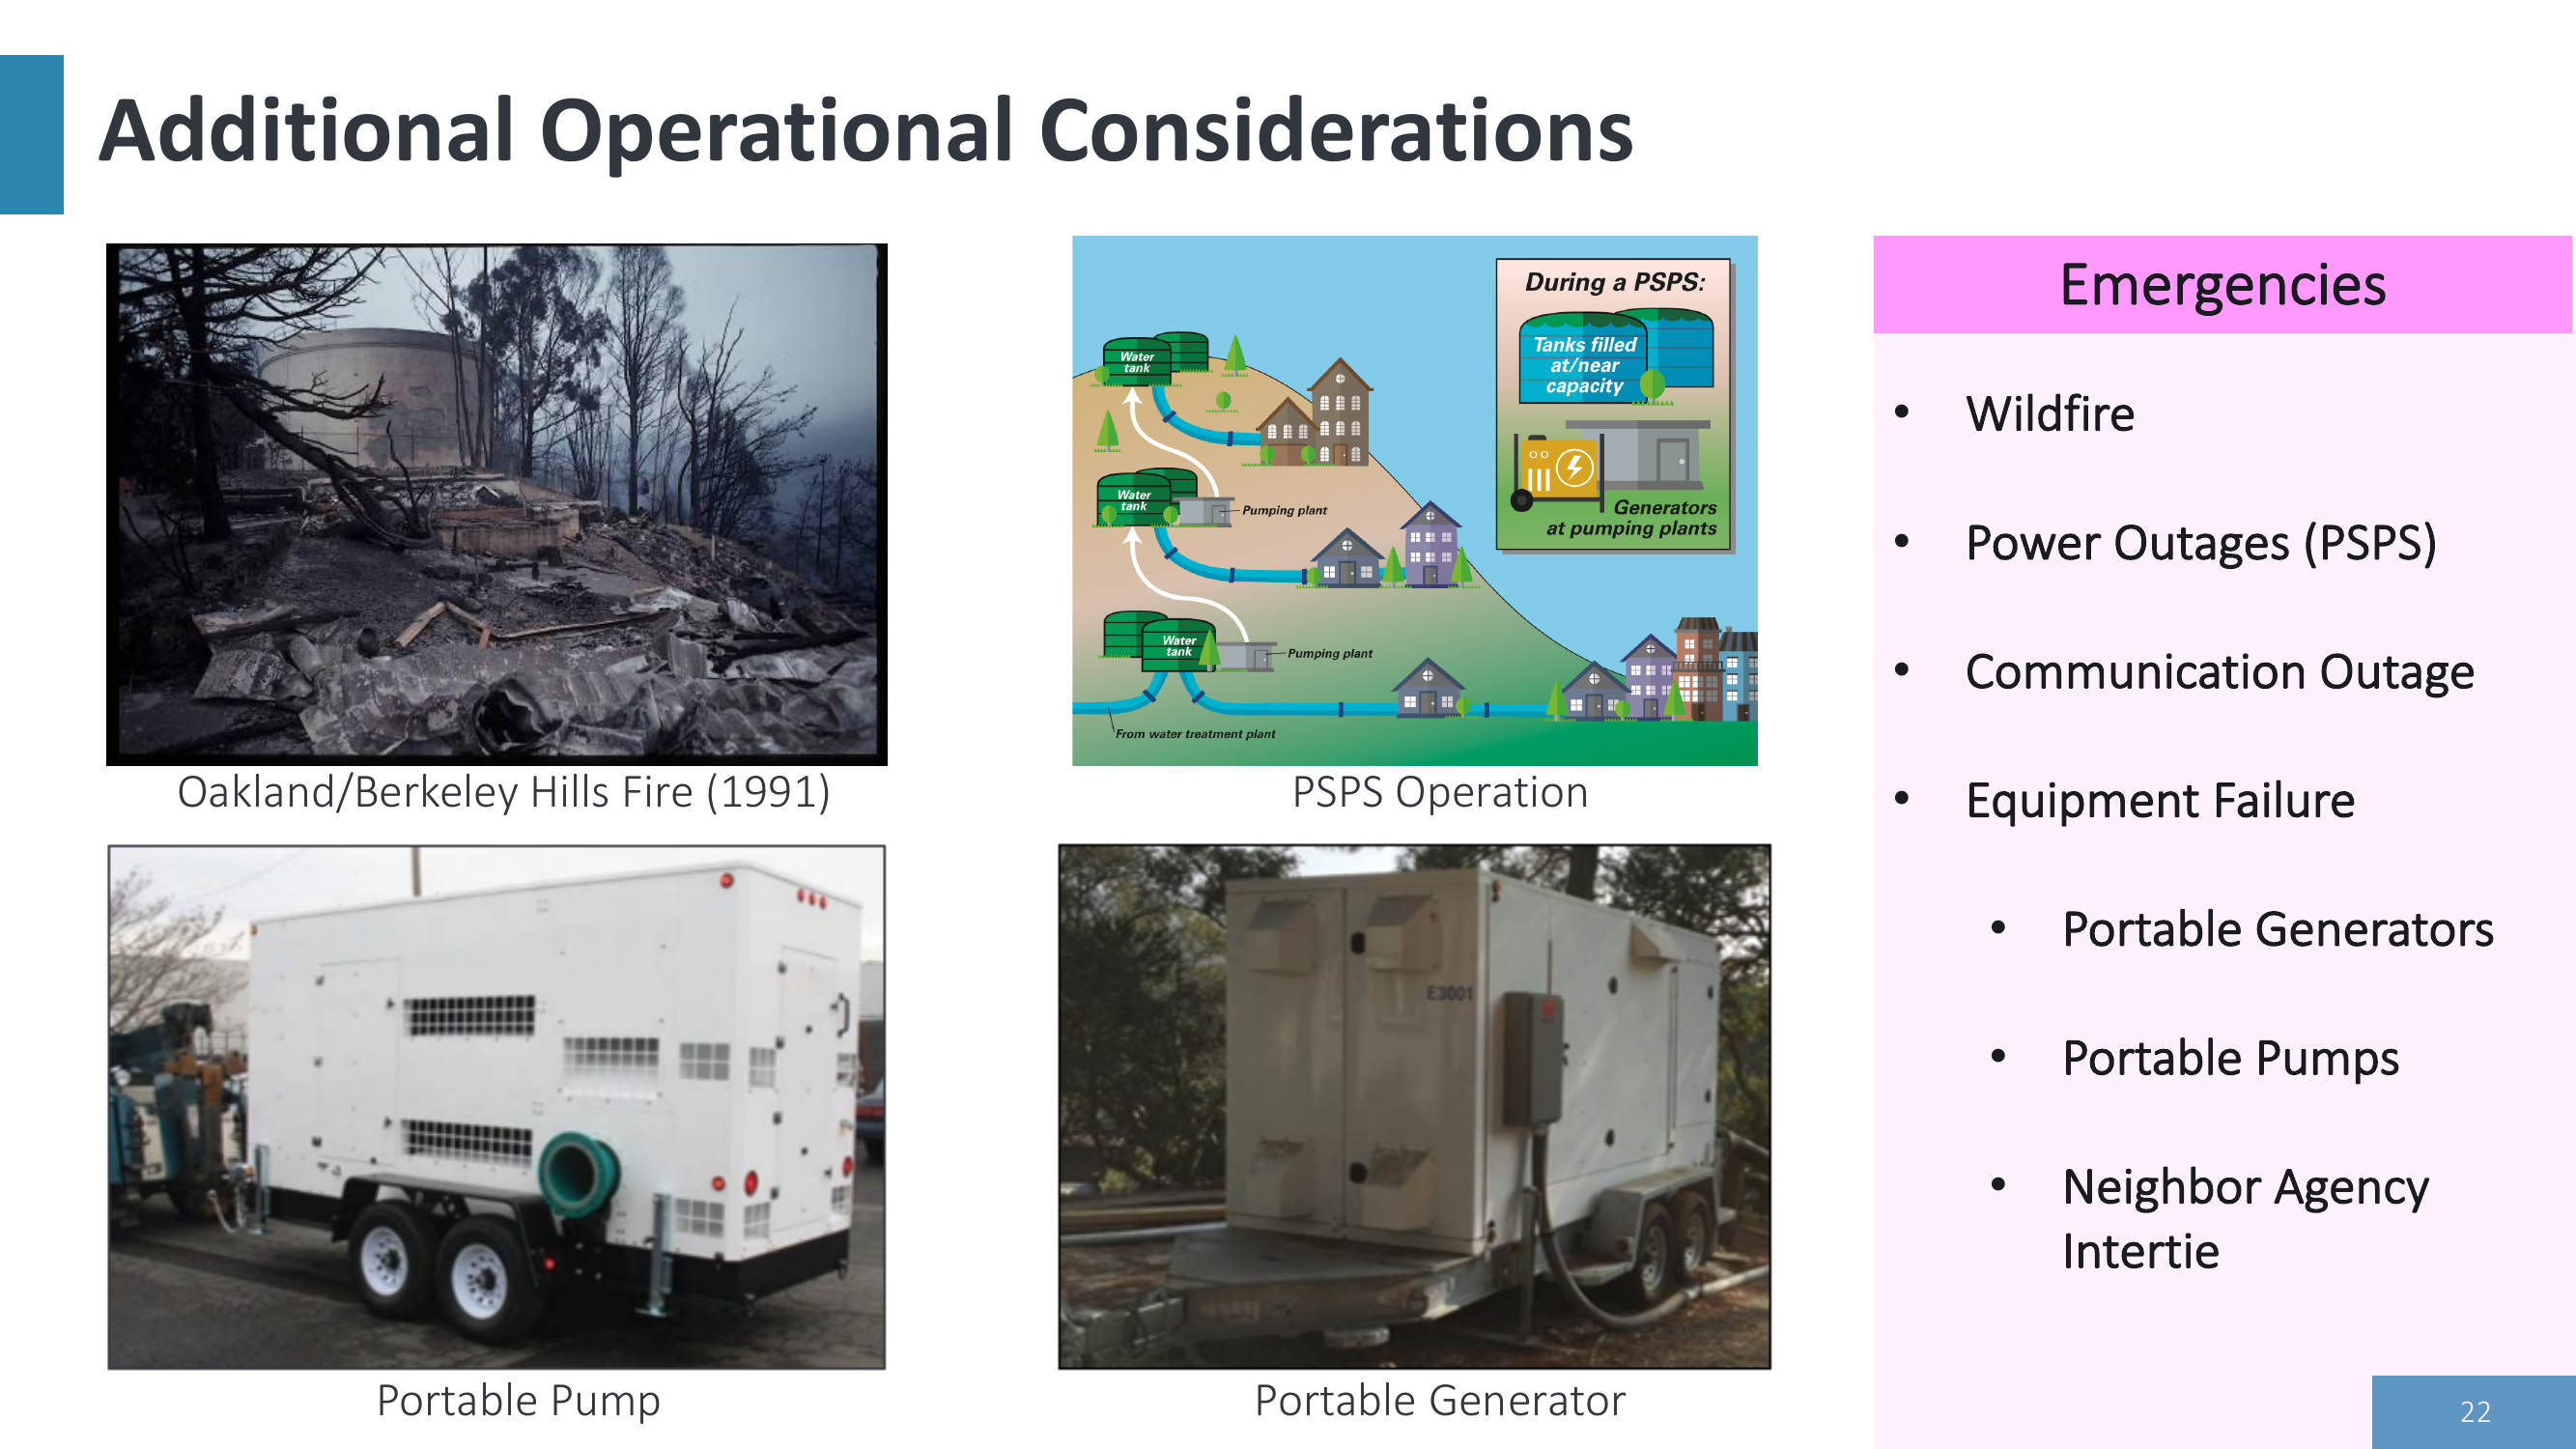 Additional Operational Considerations
During a PSPS:
Tanks filled
at/near
capacity
Generators
at pumping plants
Water
tank
Water
tank
Pumping plant
Water
tank
Pumping plant
From water treatment plant
Oakland/Berkeley Hills Fire (1991)
PSPS Operation
E3001
Portable Pump
Portable Generator
Emergencies
• Wildfire
• Power Outages (PSPS)
• Communication Outage
• Equipment Failure
• Portable Generators
• Portable Pumps
• Neighbor Agency
Intertie
22